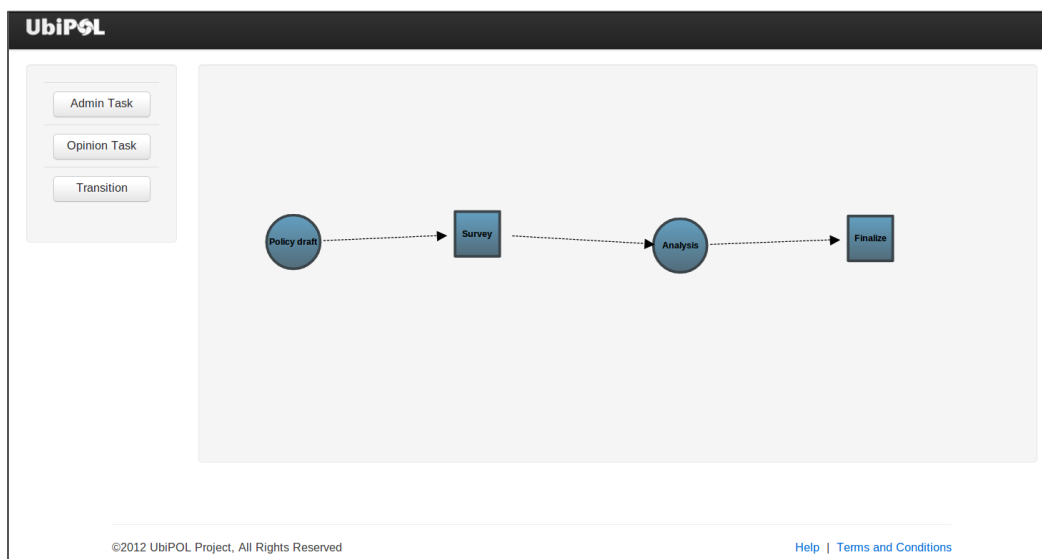 UbiPOL
Admin Task
Opinion Task
Transition
Policy draft
Survey
Analysis
Finalize
©2012 UbiPOL Project, All Rights Reserved
Help | Terms and Conditions